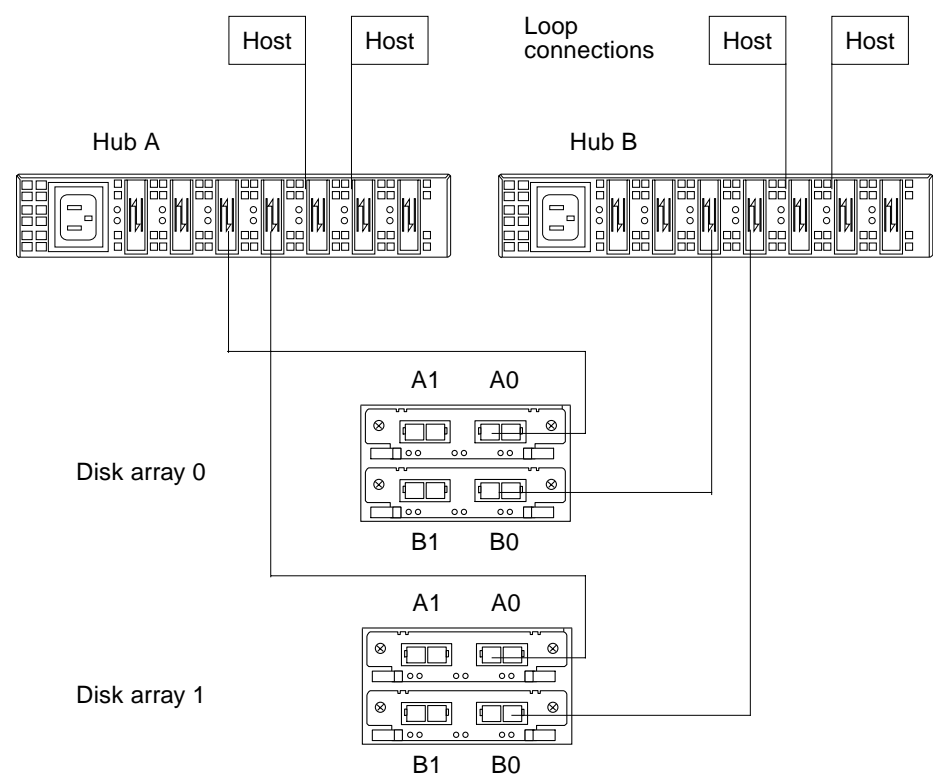 Host
Host
Loop
connections
Host
Host
Hub A
Hub B
A1
A0
Disk array 0
B1
B0
A1
A0
Disk array 1
B1
B0